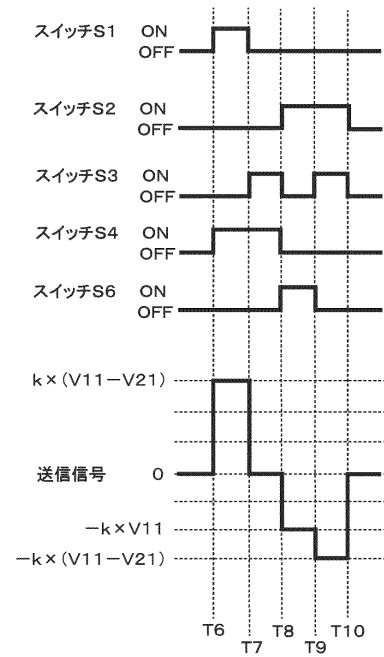 スイッチS1 ON
OFF
スイッチS2 ON
OFF
スイッチS3 ON
OFF
スイッチS4 ON
OFF
スイッチS6 ON
OFF
k×(V11−V21)
送信信号 0
−k×V11
−k×(V11−V21)
T6 T8 T10
T7 T9